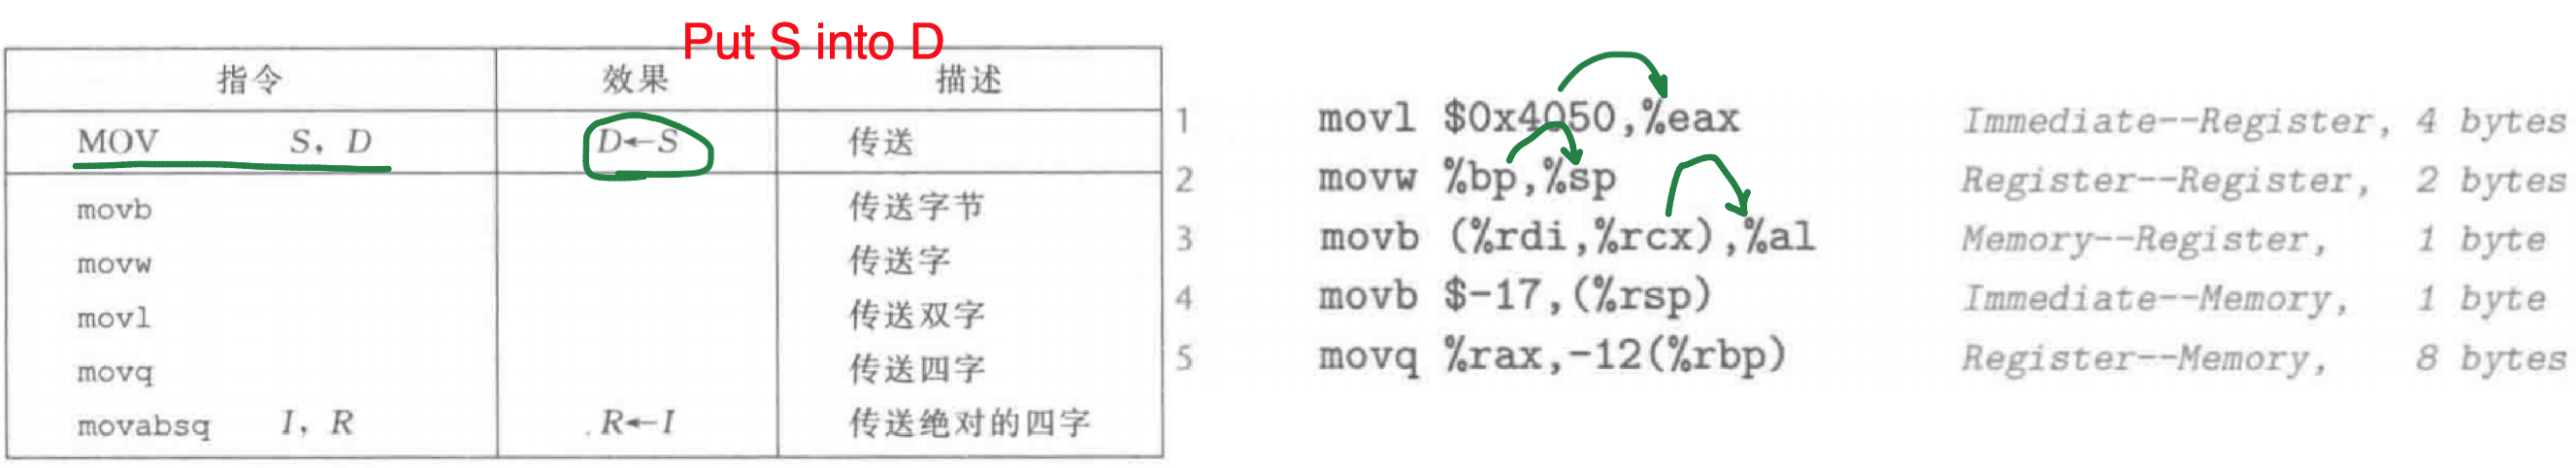 Put S into D
指令 效果 描述
MOV S, D D←S 传送
movb 传送字节
movw 传送字
movl 传送双字
movq 传送四字
movabsq I, R R←I 传送绝对的四字
1 movl $0x4050,%eax Immediate--Register, 4 bytes
2 movw %bp,%sp Register--Register, 2 bytes
3 movb (%rdi,%rcx),%al Memory--Register, 1 byte
4 movb $-17,(%rsp) Immediate--Memory, 1 byte
5 movq %rax,-12(%rbp) Register--Memory, 8 bytes